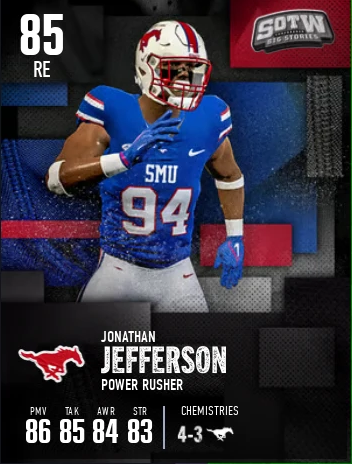 85
RE
SOTW
CONFERENCE
BIG STORIES
SMU
94
JONATHAN
JEFFERSON
POWER RUSHER
PMV TAK AWR STR
86 85 84 83
CHEMISTRIES
4-3